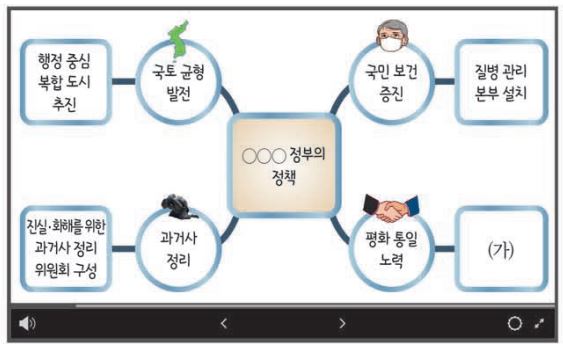 행정 중심
복합 도시
추진
국토 균형
발전
국민 보건
증진
질병 관리
본부 설치
○○○ 정부의
정책
진실·화해를 위한
과거사 정리
위원회 구성
과거사
정리
평화 통일
노력
(가)